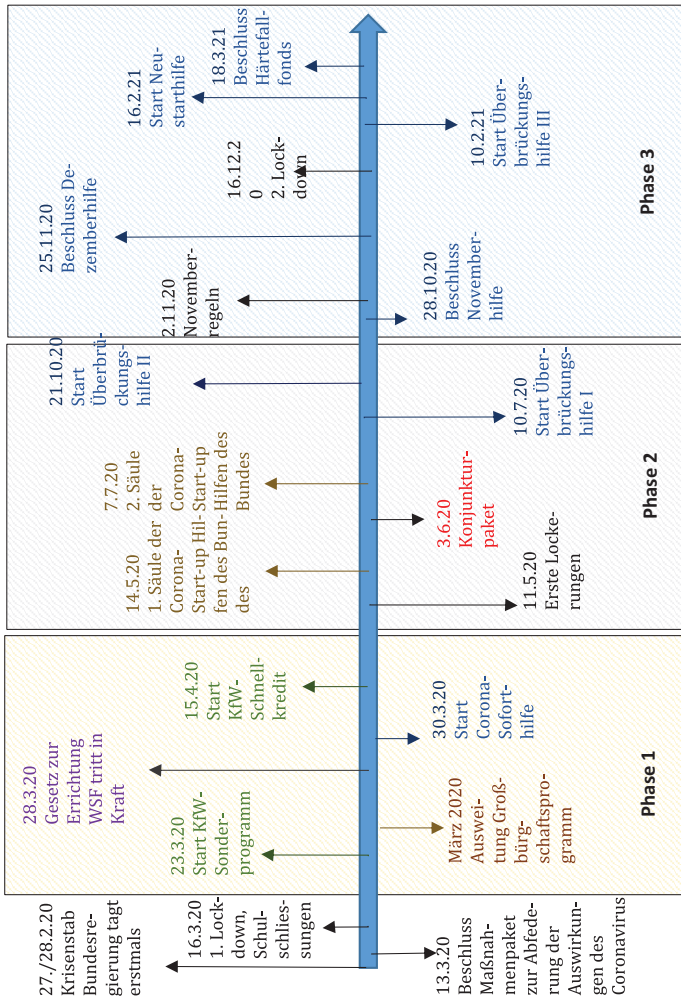 27./28.2.20
Krisenstab
Bundesre-
gierung tagt
erstmals
13.3.20
Beschluss
Maßnah-
menpaket
zur Abfede-
rung der
Auswirkun-
gen des
Coronavirus
16.3.20
1. Lock-
down,
Schul-
schlies-
sungen
23.3.20
Start KfW-
Sonder-
programm
März 2020
Auswei-
tung Groß-
bürg-
schaftspro-
gramm
28.3.20
Gesetz zur
Errichtung
WSF tritt in
Kraft
30.3.20
Start
Corona-
Sofort-
hilfe
15.4.20
Start
KfW-
Schnell-
kredit
Phase 1
11.5.20
Erste Locke-
rungen
14.5.20
1. Säule der
Corona-
Start-up Hil-
fen des Bun-
des
3.6.20
Konjunktur-
paket
7.7.20
2. Säule
der
Corona-
Start-up
Hilfen des
Bundes
10.7.20
Start Über-
brückungs-
hilfe I
21.10.20
Start
Überbrü-
ckungs-
hilfe II
Phase 2
28.10.20
Beschluss
November-
hilfe
2.11.20
November-
regeln
25.11.20
Beschluss De-
zemberhilfe
16.12.2
0
2. Lock-
down
10.2.21
Start Über-
brückungs-
hilfe III
16.2.21
Start Neu-
starthilfe
18.3.21
Beschluss
Härtefall-
fonds
Phase 3